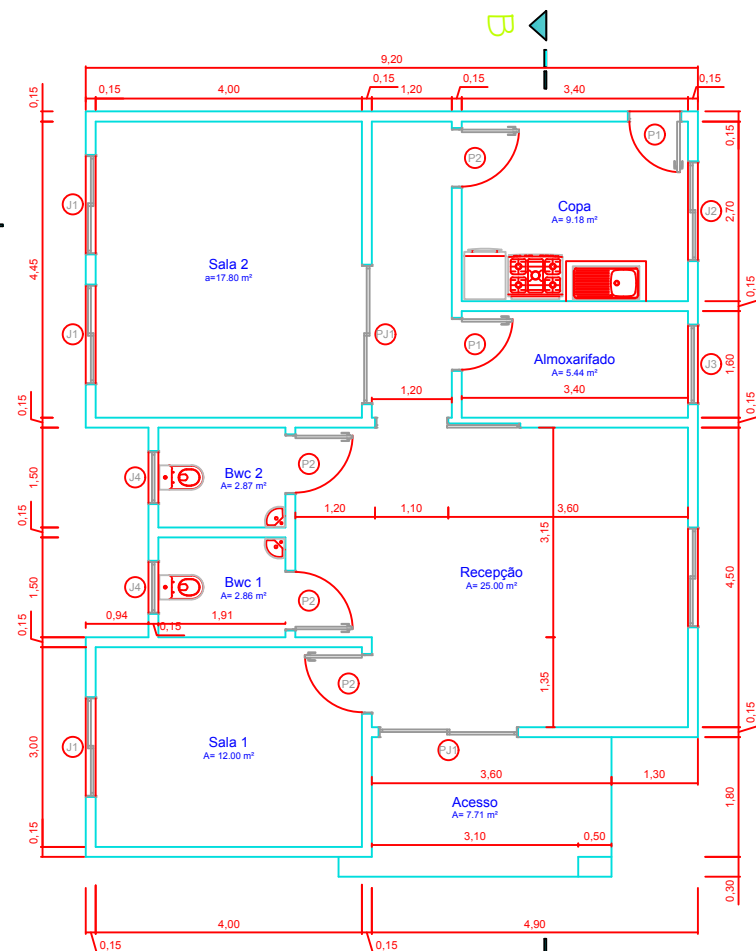 B
9,20
0,15
4,00
0,15
1,20
0,15
3,40
0,15
0,15
P1
P2
0,15
J1
Copa
A= 9.18 m²
J2
2,70
4,45
Sala 2
a=17.80 m²
0,15
J1
PJ1
P1
Almoxarifado
A= 5.44 m²
J3
1,60
1,20
3,40
0,15
0,15
P2
1,50
J4
Bwc 2
A= 2.87 m²
1,20
1,10
3,60
0,15
3,15
Recepção
A= 25.00 m²
4,50
1,50
J4
Bwc 1
A= 2.86 m²
P2
0,94
1,91
0,15
0,15
P2
1,35
0,15
3,00
J1
Sala 1
A= 12.00 m²
PJ1
3,60
1,30
Acesso
A= 7.71 m²
1,80
3,10
0,50
0,15
0,30
4,00
4,90
0,15
0,15